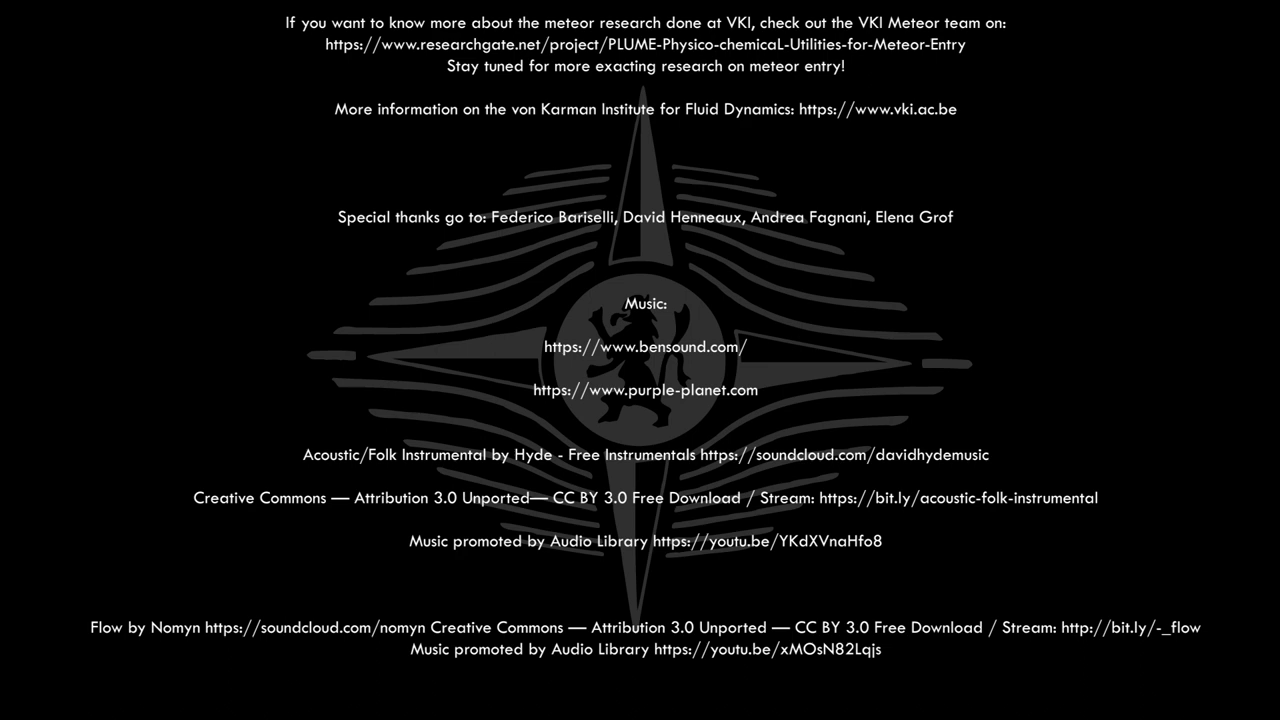 If you want to know more about the meteor research done at VKI, check out the VKI Meteor team on:
https://www.researchgate.net/project/PLUME-Physico-chemicaL-Utilities-for-Meteor-Entry
Stay tuned for more exacting research on meteor entry!
More information on the von Karman Institute for Fluid Dynamics: https://www.vki.ac.be
Special thanks go to: Federico Bariselli, David Henneaux, Andrea Fagnani, Elena Grof
Music:
https://www.bensound.com/
https://www.purple-planet.com
Acoustic/Folk Instrumental by Hyde - Free Instrumentals https://soundcloud.com/davidhydemusic
Creative Commons — Attribution 3.0 Unported— CC BY 3.0 Free Download / Stream: https://bit.ly/acoustic-folk-instrumental
Music promoted by Audio Library https://youtu.be/YKdXVnaHfo8
Flow by Nomyn https://soundcloud.com/nomyn Creative Commons — Attribution 3.0 Unported — CC BY 3.0 Free Download / Stream: http://bit.ly/-_flow
Music promoted by Audio Library https://youtu.be/xMOsN82Lqjs